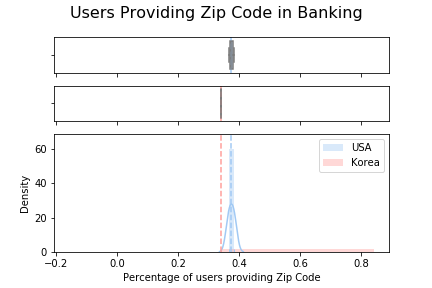 Users Providing Zip Code in Banking
60
40
20
0
Density
USA
Korea
−0.2 0.0 0.2 0.4 0.6 0.8
Percentage of users providing Zip Code